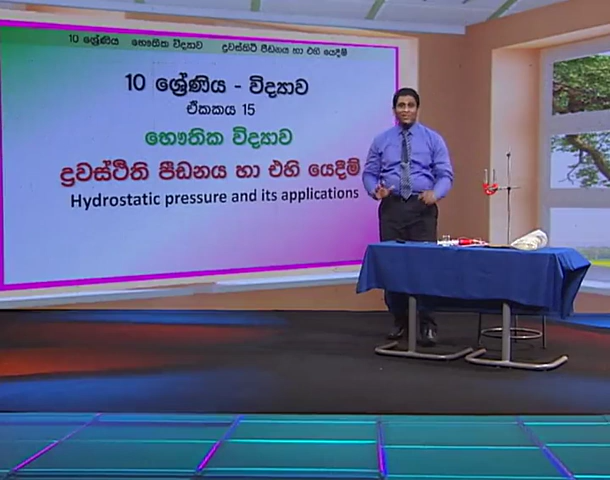 10 ශ්‍රේණිය භෞතික විද්‍යාව ද්‍රවස්ථිති පීඩනය හා එහි යෙදීම්
10 ශ්‍රේණිය - විද්‍යාව
ඒකකය 15
භෞතික විද්‍යාව
ද්‍රවස්ථිති පීඩනය හා එහි යෙදීම්
Hydrostatic pressure and its applications